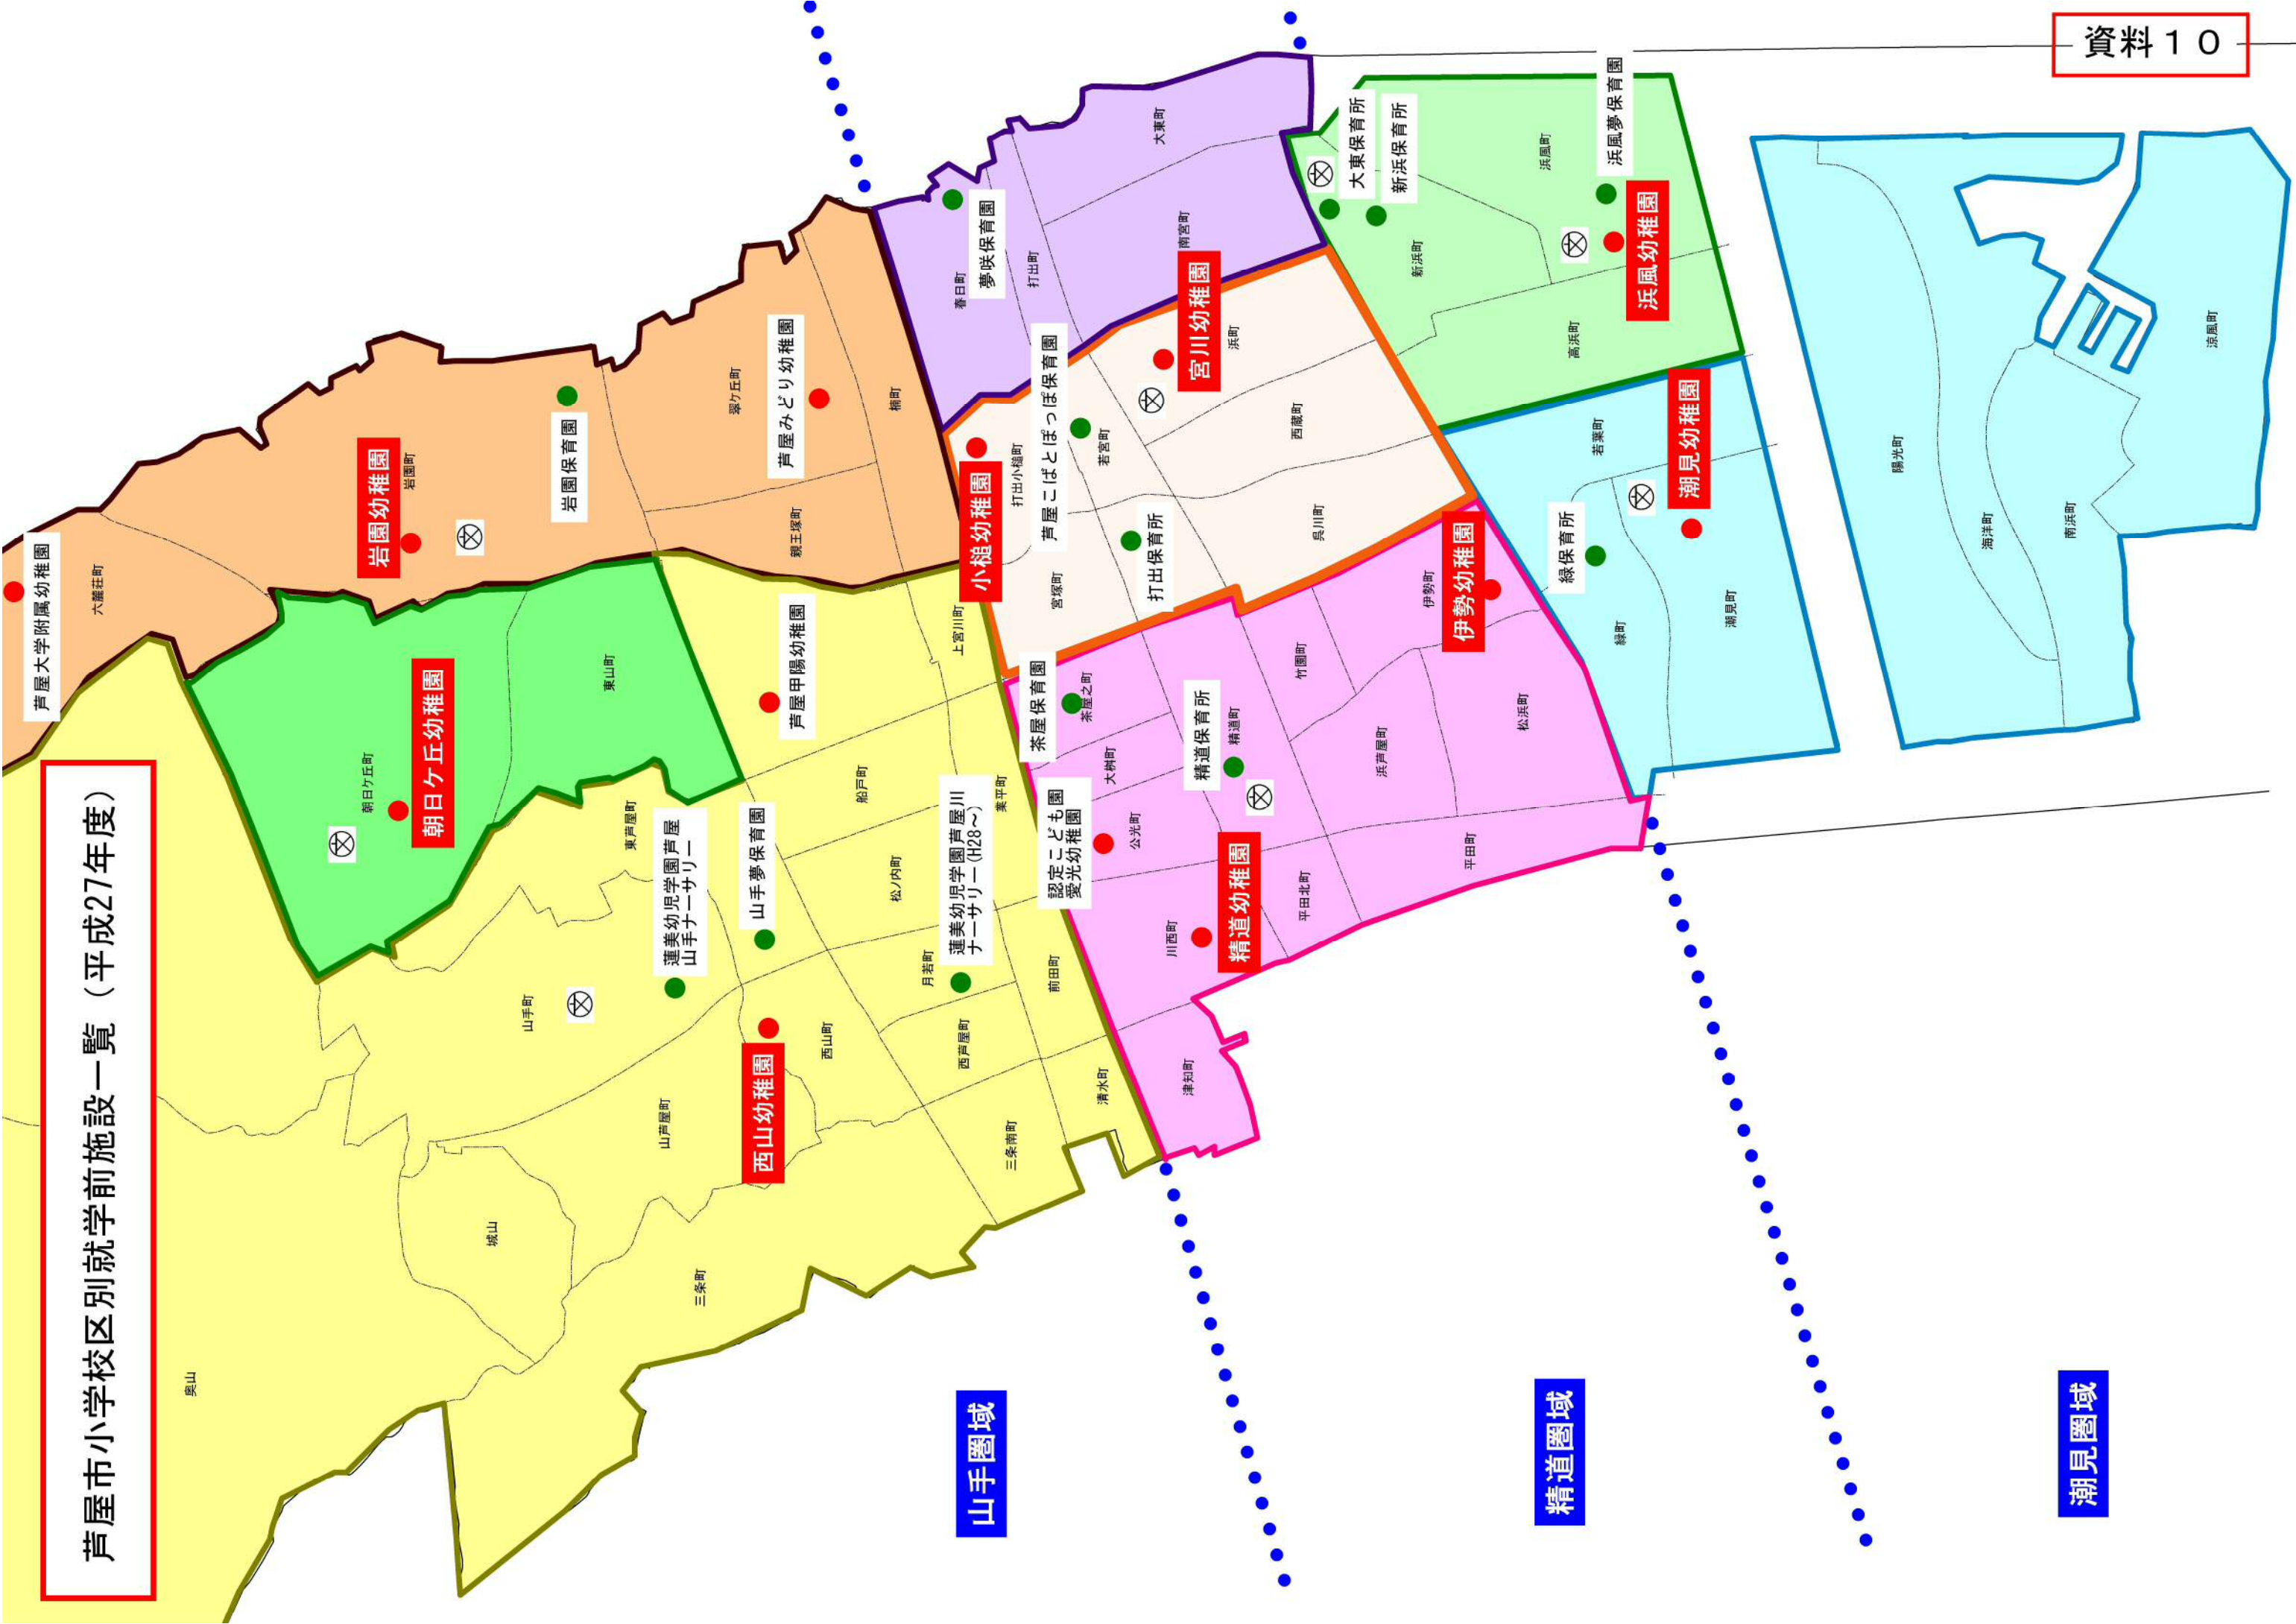 資料１０
芦屋市小学校区別就学前施設一覧（平成27年度）
芦屋大学附属幼稚園
六麓荘町
岩園幼稚園
岩園町
岩園保育園
翠ケ丘町
芦屋みどり幼稚園
楠町
親王塚町
朝日ケ丘町
朝日ケ丘幼稚園
東山町
奥山
山手町
東芦屋町
蓮美幼児学園芦屋
山手ナーサリー
山手夢保育園
芦屋甲陽幼稚園
上宮川町
船戸町
松ノ内町
業平町
月若町
蓮美幼児学園芦屋川
ナーサリー（H28～）
前田町
西山幼稚園
西山町
西芦屋町
清水町
山芦屋町
三条南町
城山
三条町
山手圏域
春日町
夢咲保育園
打出町
大東町
南宮町
小槌幼稚園
打出小槌町
芦屋こばとぽっぽ保育園
若宮町
宮川幼稚園
浜町
西蔵町
宮塚町
打出保育所
呉川町
茶屋保育園
茶屋之町
大桝町
認定こども園
愛光幼稚園
公光町
精道保育所
精道町
精道幼稚園
川西町
津知町
竹園町
伊勢町
伊勢幼稚園
浜芦屋町
松浜町
平田北町
平田町
精道圏域
大東保育所
新浜保育所
新浜町
浜風町
浜風夢保育園
浜風幼稚園
高浜町
若葉町
潮見幼稚園
緑保育所
緑町
潮見町
陽光町
海洋町
南浜町
涼風町
潮見圏域